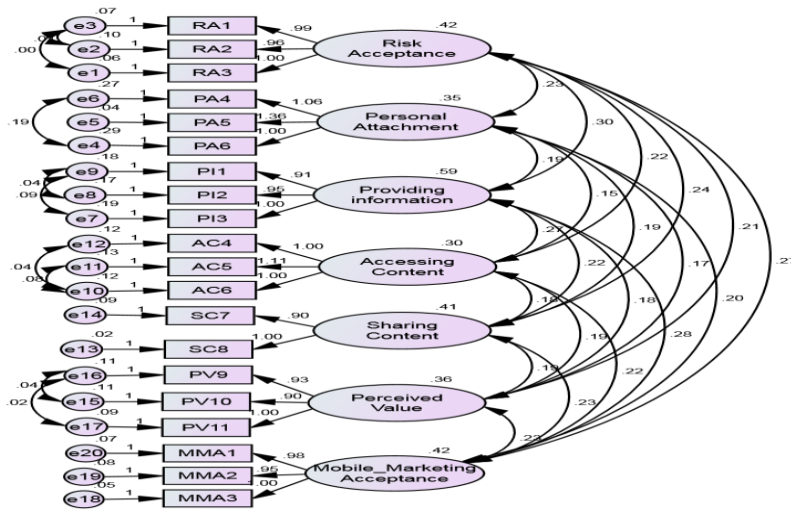 .07
e3 1 RA1 .99 .42
.10
e2 1 RA2 .96 Risk Acceptance
.00 .06
e1 1 RA3 1.00
.27
e6 1 PA4 1.06 .35 .23
.04
e5 1 PA5 1.36 Personal Attachment .30
.19 .29
e4 1 PA6 1.00
.18 .19 .22
e9 1 PI1 .91 .59
.04 .17 .15 .24
e8 1 PI2 .95 Providing information
.09 .19
e7 1 PI3 1.00 .19 .21
.12 .27
e12 1 AC4 1.00 .30 .22 .17
.13
e11 1 AC5 1.11 Accessing Content
.04 .08 .12
e10 1 AC6 1.00 .18 .18 .20
.09
e14 1 SC7 .90 .41 .19 .28
Sharing Content
.02
e13 1 SC8 1.00
.11 .19 .22
e16 1 PV9 .93 .36
.04 .11 .23
e15 1 PV10 .90 Perceived Value
.02 .09
e17 1 PV11 1.00
.07 .23
e20 1 MMA1 .98 .42
.08
e19 1 MMA2 .95 Mobile_Marketing Acceptance
.05
e18 1 MMA3 1.00